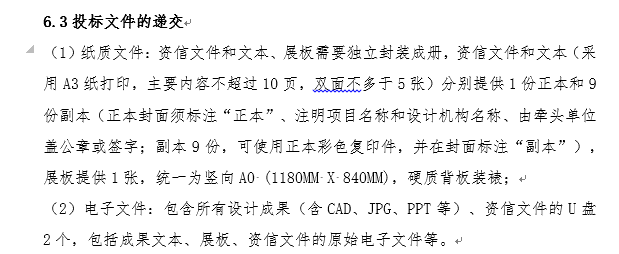 6.3投标文件的递交
（1）纸质文件：资信文件和文本、展板需要独立封装成册，资信文件和文本（采
用 A3 纸打印，主要内容不超过 10 页，双面不多于 5 张）分别提供 1 份正本和 9
份副本（正本封面须标注“正本”、注明项目名称和设计机构名称、由牵头单位
盖公章或签字；副本 9 份，可使用正本彩色复印件，并在封面标注“副本”），
展板提供 1 张，统一为竖向 A0 (1180MM X 840MM)，硬质背板装裱；
（2）电子文件：包含所有设计成果（含 CAD、JPG、PPT 等）、资信文件的 U 盘
2 个，包括成果文本、展板、资信文件的原始电子文件等。